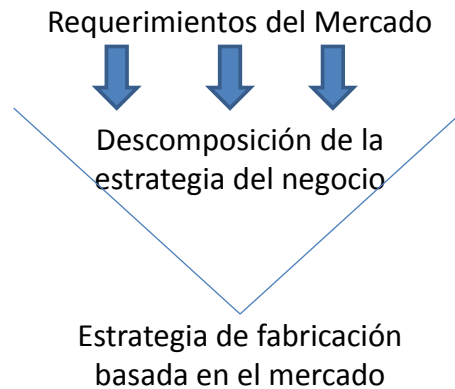 Requerimientos del Mercado
Descomposición de la
estrategia del negocio
Estrategia de fabricación
basada en el mercado